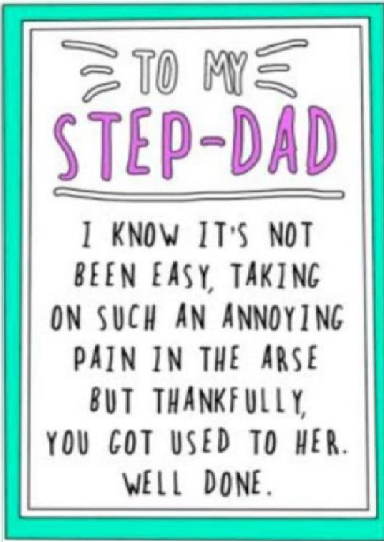 TO MY
STEP-DAD
I KNOW IT'S NOT
BEEN EASY, TAKING
ON SUCH AN ANNOYING
PAIN IN THE ARSE
BUT THANKFULLY,
YOU GOT USED TO HER.
WELL DONE.